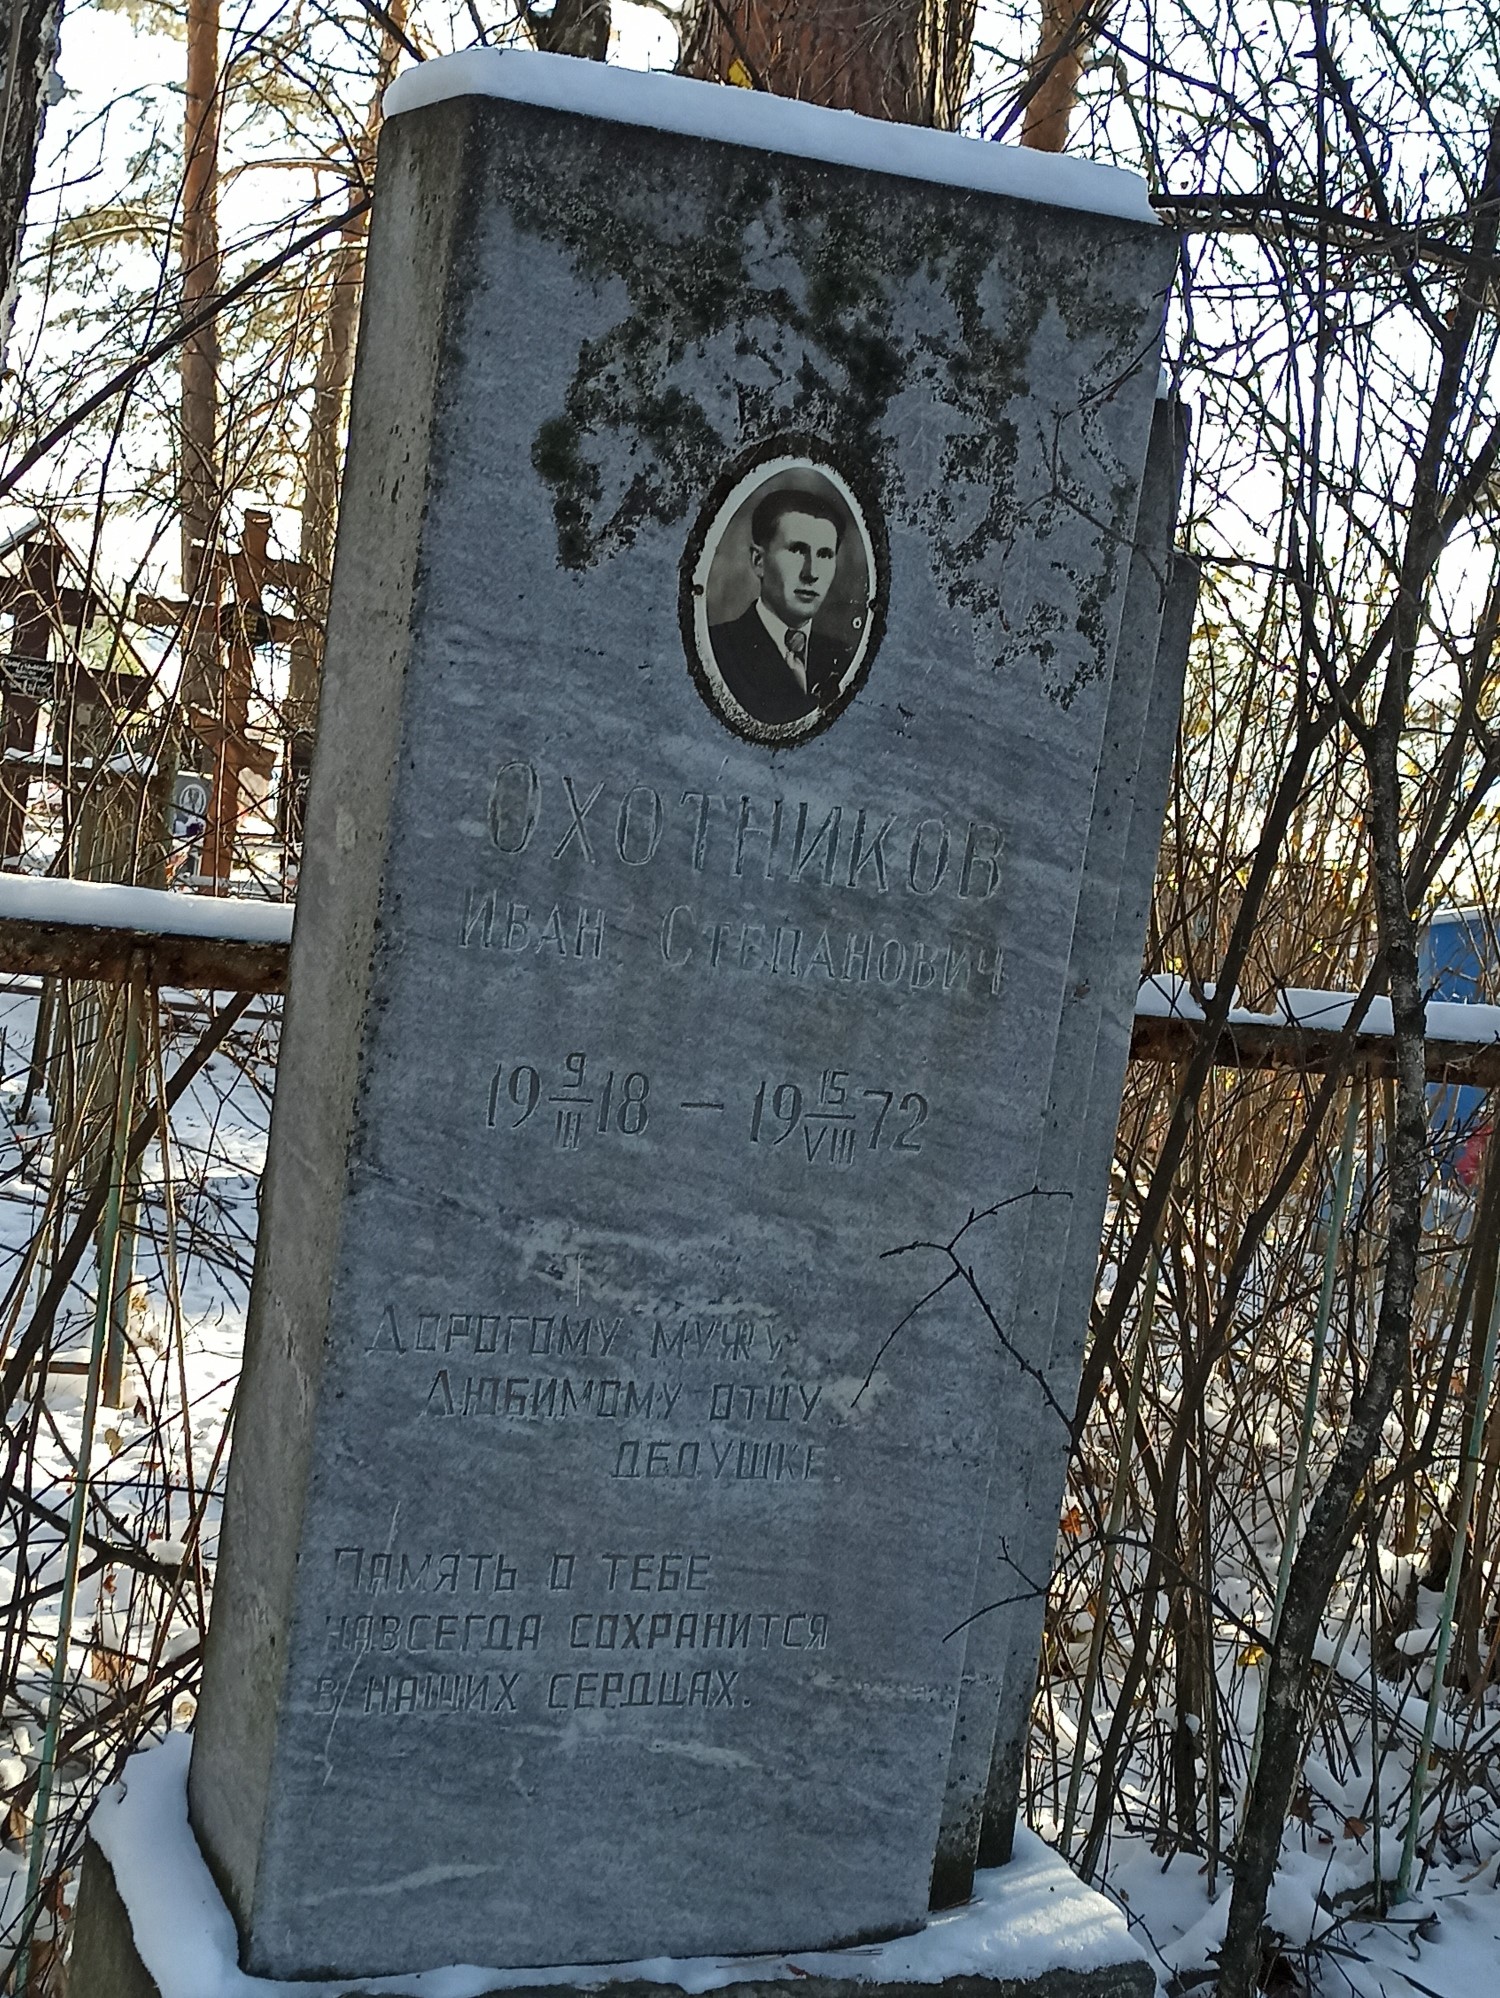 Охотников
Иван Степанович
19 9/III 18 — 19 15/VIII 72
Дорогому мужу
Любимому отцу
дедушке.
Память о тебе
навсегда сохранится
в наших сердцах.